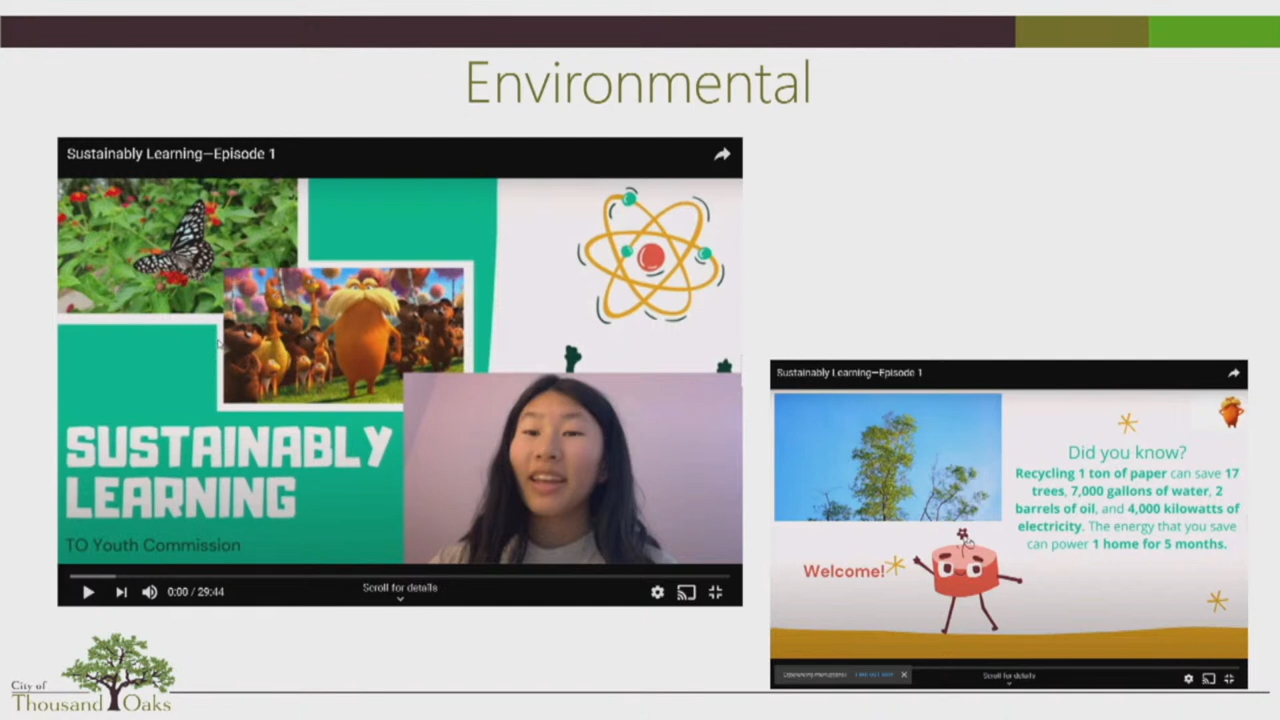 Environmental
Sustainably Learning—Episode 1
SUSTAINABLY
LEARNING
TO Youth Commission
Scroll for details
0:00 / 29:44
Sustainably Learning—Episode 1
Did you know?
Recycling 1 ton of paper can save 17
trees, 7,000 gallons of water, 2
barrels of oil, and 4,000 kilowatts of
electricity. The energy that you save
can power 1 home for 5 months.
Welcome!
Experiencing interruptions?
Scroll for details
City of
Thousand Oaks